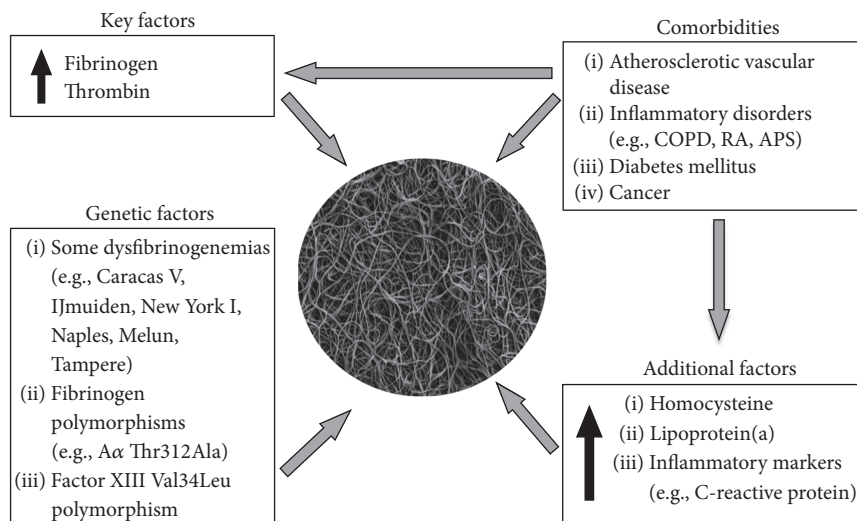 Key factors
Fibrinogen
Thrombin
Comorbidities
(i) Atherosclerotic vascular
disease
(ii) Inflammatory disorders
(e.g., COPD, RA, APS)
(iii) Diabetes mellitus
(iv) Cancer
Genetic factors
(i) Some dysfibrinogenemias
(e.g., Caracas V,
IJmuiden, New York I,
Naples, Melun,
Tampere)
(ii) Fibrinogen
polymorphisms
(e.g., Aα Thr312Ala)
(iii) Factor XIII Val34Leu
polymorphism
Additional factors
(i) Homocysteine
(ii) Lipoprotein(a)
(iii) Inflammatory markers
(e.g., C-reactive protein)